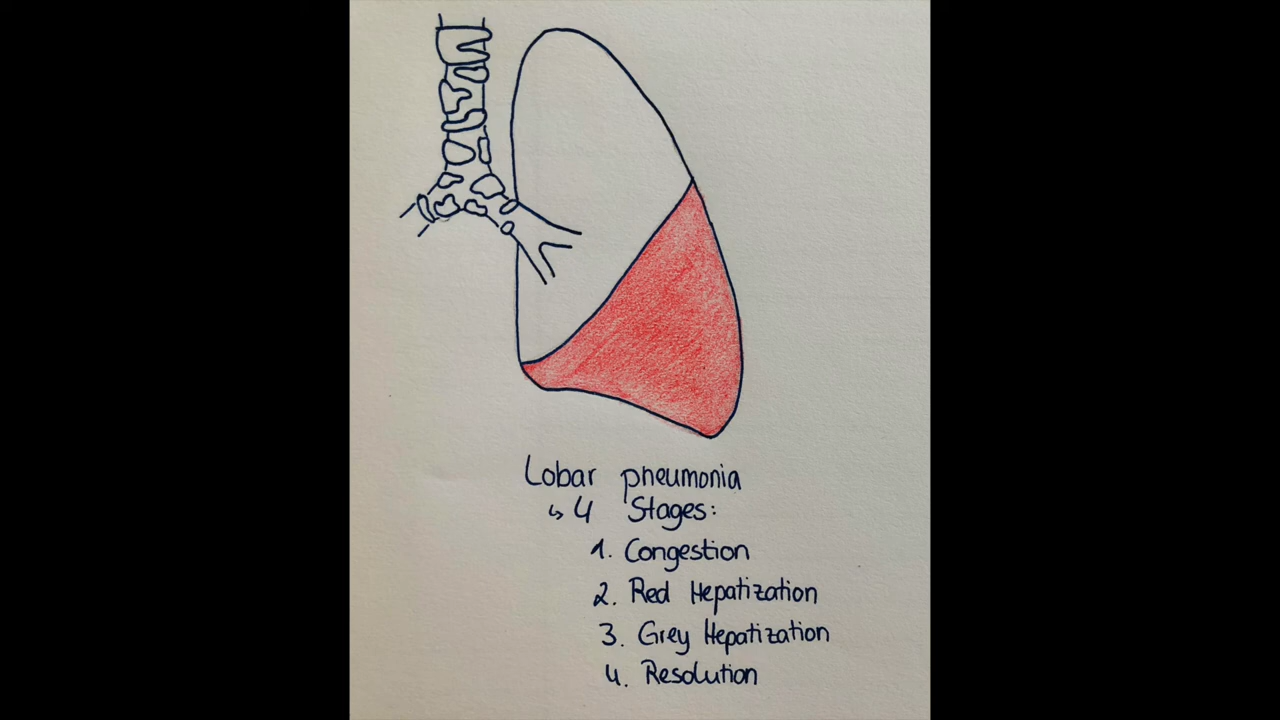 Lobar pneumonia
↳ 4 Stages:
1. Congestion
2. Red Hepatization
3. Grey Hepatization
4. Resolution